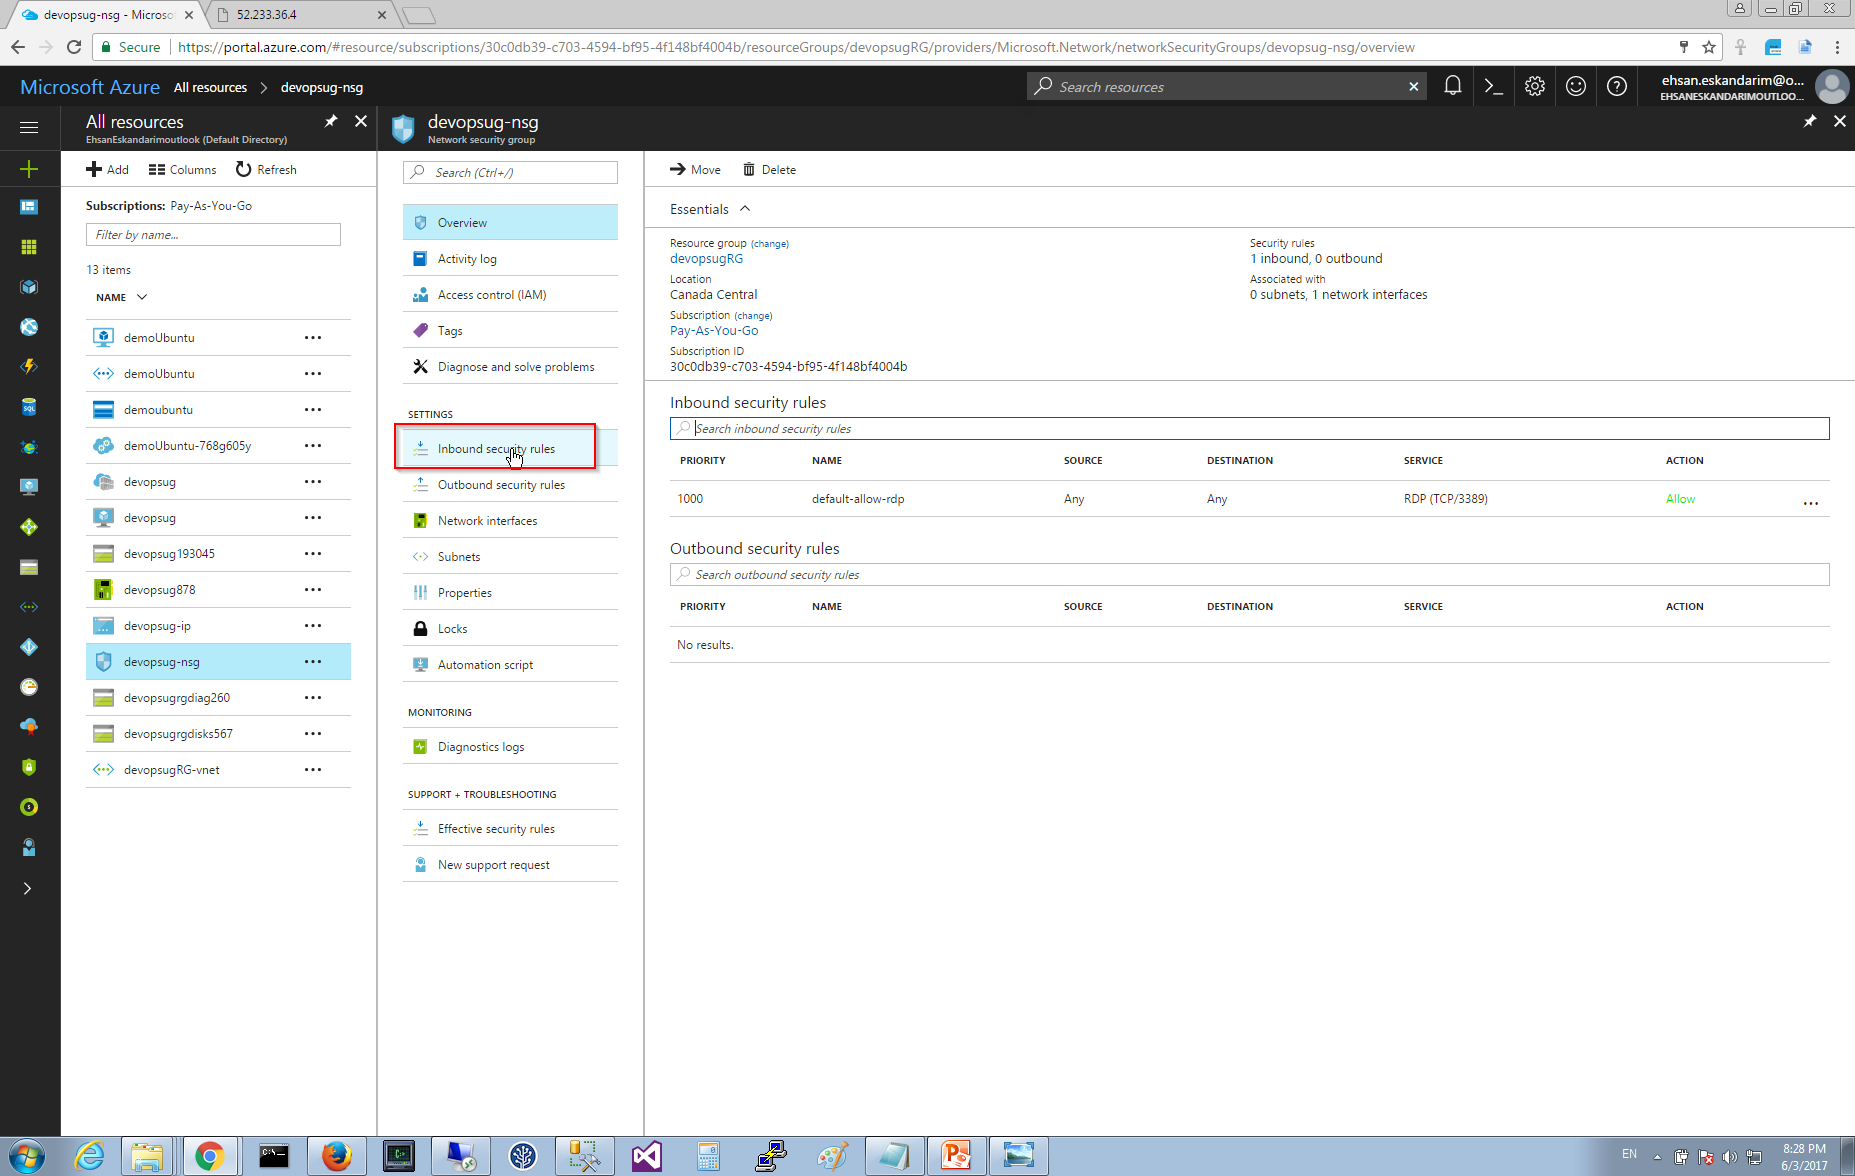 devopsug-nsg - Microso
52.233.36.4
Secure
https://portal.azure.com/#resource/subscriptions/30c0db39-c703-4594-bf95-4f148bf4004b/resourceGroups/devopsugRG/providers/Microsoft.Network/networkSecurityGroups/devopsug-nsg/overview
Microsoft Azure All resources > devopsug-nsg
Search resources
ehsan.eskandarim@o...
EHSANESKANDARIMOUTLOO...
All resources
EhsanEskandarimoutlook (Default Directory)
Add Columns Refresh
Subscriptions: Pay-As-You-Go
Filter by name...
13 items
NAME
demoUbuntu
demoUbuntu
demoubuntu
demoUbuntu-768g605y
devopsug
devopsug
devopsug193045
devopsug878
devopsug-ip
devopsug-nsg
devopsugrgdiag260
devopsugrgdisks567
devopsugRG-vnet
devopsug-nsg
Network security group
Search (Ctrl+/)
Overview
Activity log
Access control (IAM)
Tags
Diagnose and solve problems
SETTINGS
Inbound security rules
Outbound security rules
Network interfaces
Subnets
Properties
Locks
Automation script
MONITORING
Diagnostics logs
SUPPORT + TROUBLESHOOTING
Effective security rules
New support request
Move Delete
Essentials
Resource group (change)
devopsugRG
Location
Canada Central
Subscription (change)
Pay-As-You-Go
Subscription ID
30c0db39-c703-4594-bf95-4f148bf4004b
Security rules
1 inbound, 0 outbound
Associated with
0 subnets, 1 network interfaces
Inbound security rules
Search inbound security rules
PRIORITY NAME SOURCE DESTINATION SERVICE ACTION
1000 default-allow-rdp Any Any RDP (TCP/3389) Allow ...
Outbound security rules
Search outbound security rules
PRIORITY NAME SOURCE DESTINATION SERVICE ACTION
No results.
EN
8:28 PM
6/3/2017